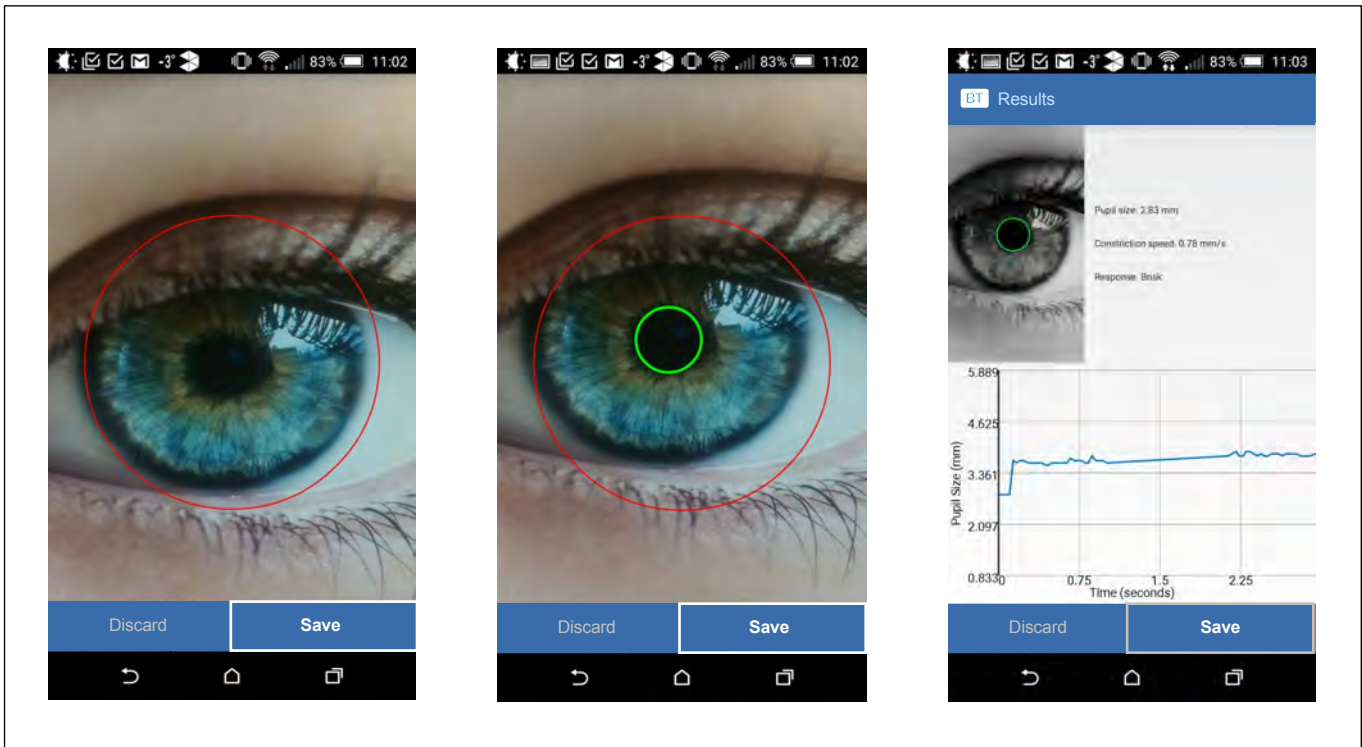 -3° 83% 11:02
Discard Save
-3° 83% 11:02
Discard Save
-3° 83% 11:03
BT Results
Pupil size: 2.83 mm
Constriction speed: 0.78 mm/s
Response: Brisk
5.889
4.625
3.361
2.097
0.833
Pupil Size (mm)
0 0.75 1.5 2.25
Time (seconds)
Discard Save